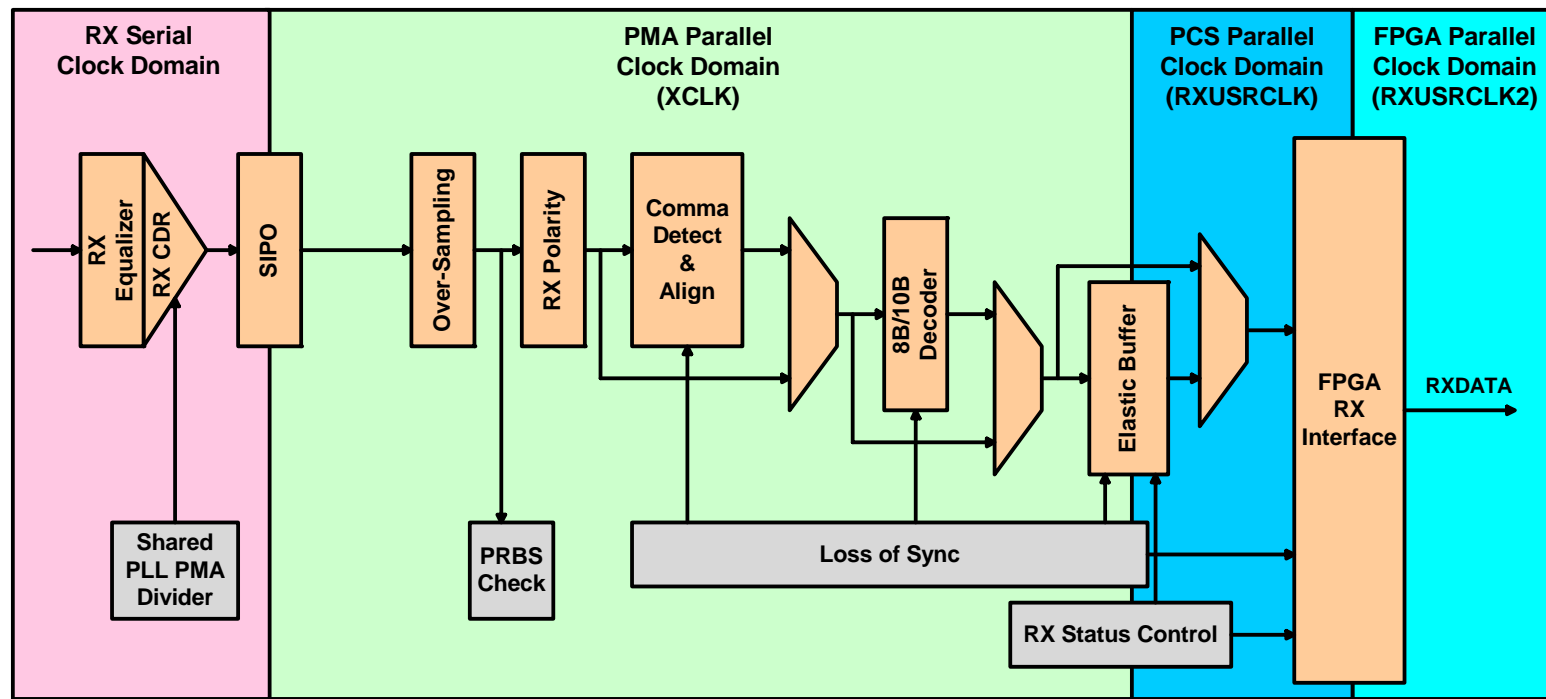 RX Serial
Clock Domain
PMA Parallel
Clock Domain
(XCLK)
PCS Parallel
Clock Domain
(RXUSRCLK)
FPGA Parallel
Clock Domain
(RXUSRCLK2)
RX
Equalizer
RX CDR
SIPO
Over-Sampling
RX Polarity
Comma
Detect
&
Align
8B/10B
Decoder
Elastic Buffer
FPGA
RX
Interface
RXDATA
Shared
PLL PMA
Divider
PRBS
Check
Loss of Sync
RX Status Control